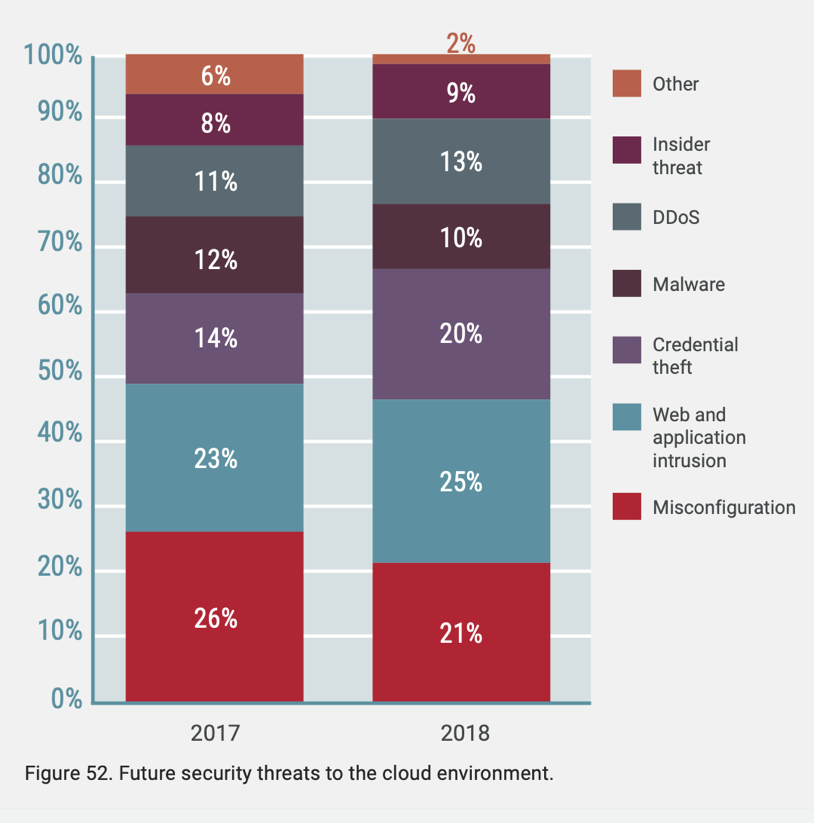 2%
100%
6%
90%
9%
8%
80%
11%
13%
70%
12%
10%
60%
14%
20%
50%
40%
23%
25%
30%
20%
26%
21%
10%
0%
2017
2018
Other
Insider
threat
DDoS
Malware
Credential
theft
Web and
application
intrusion
Misconfiguration
Figure 52. Future security threats to the cloud environment.